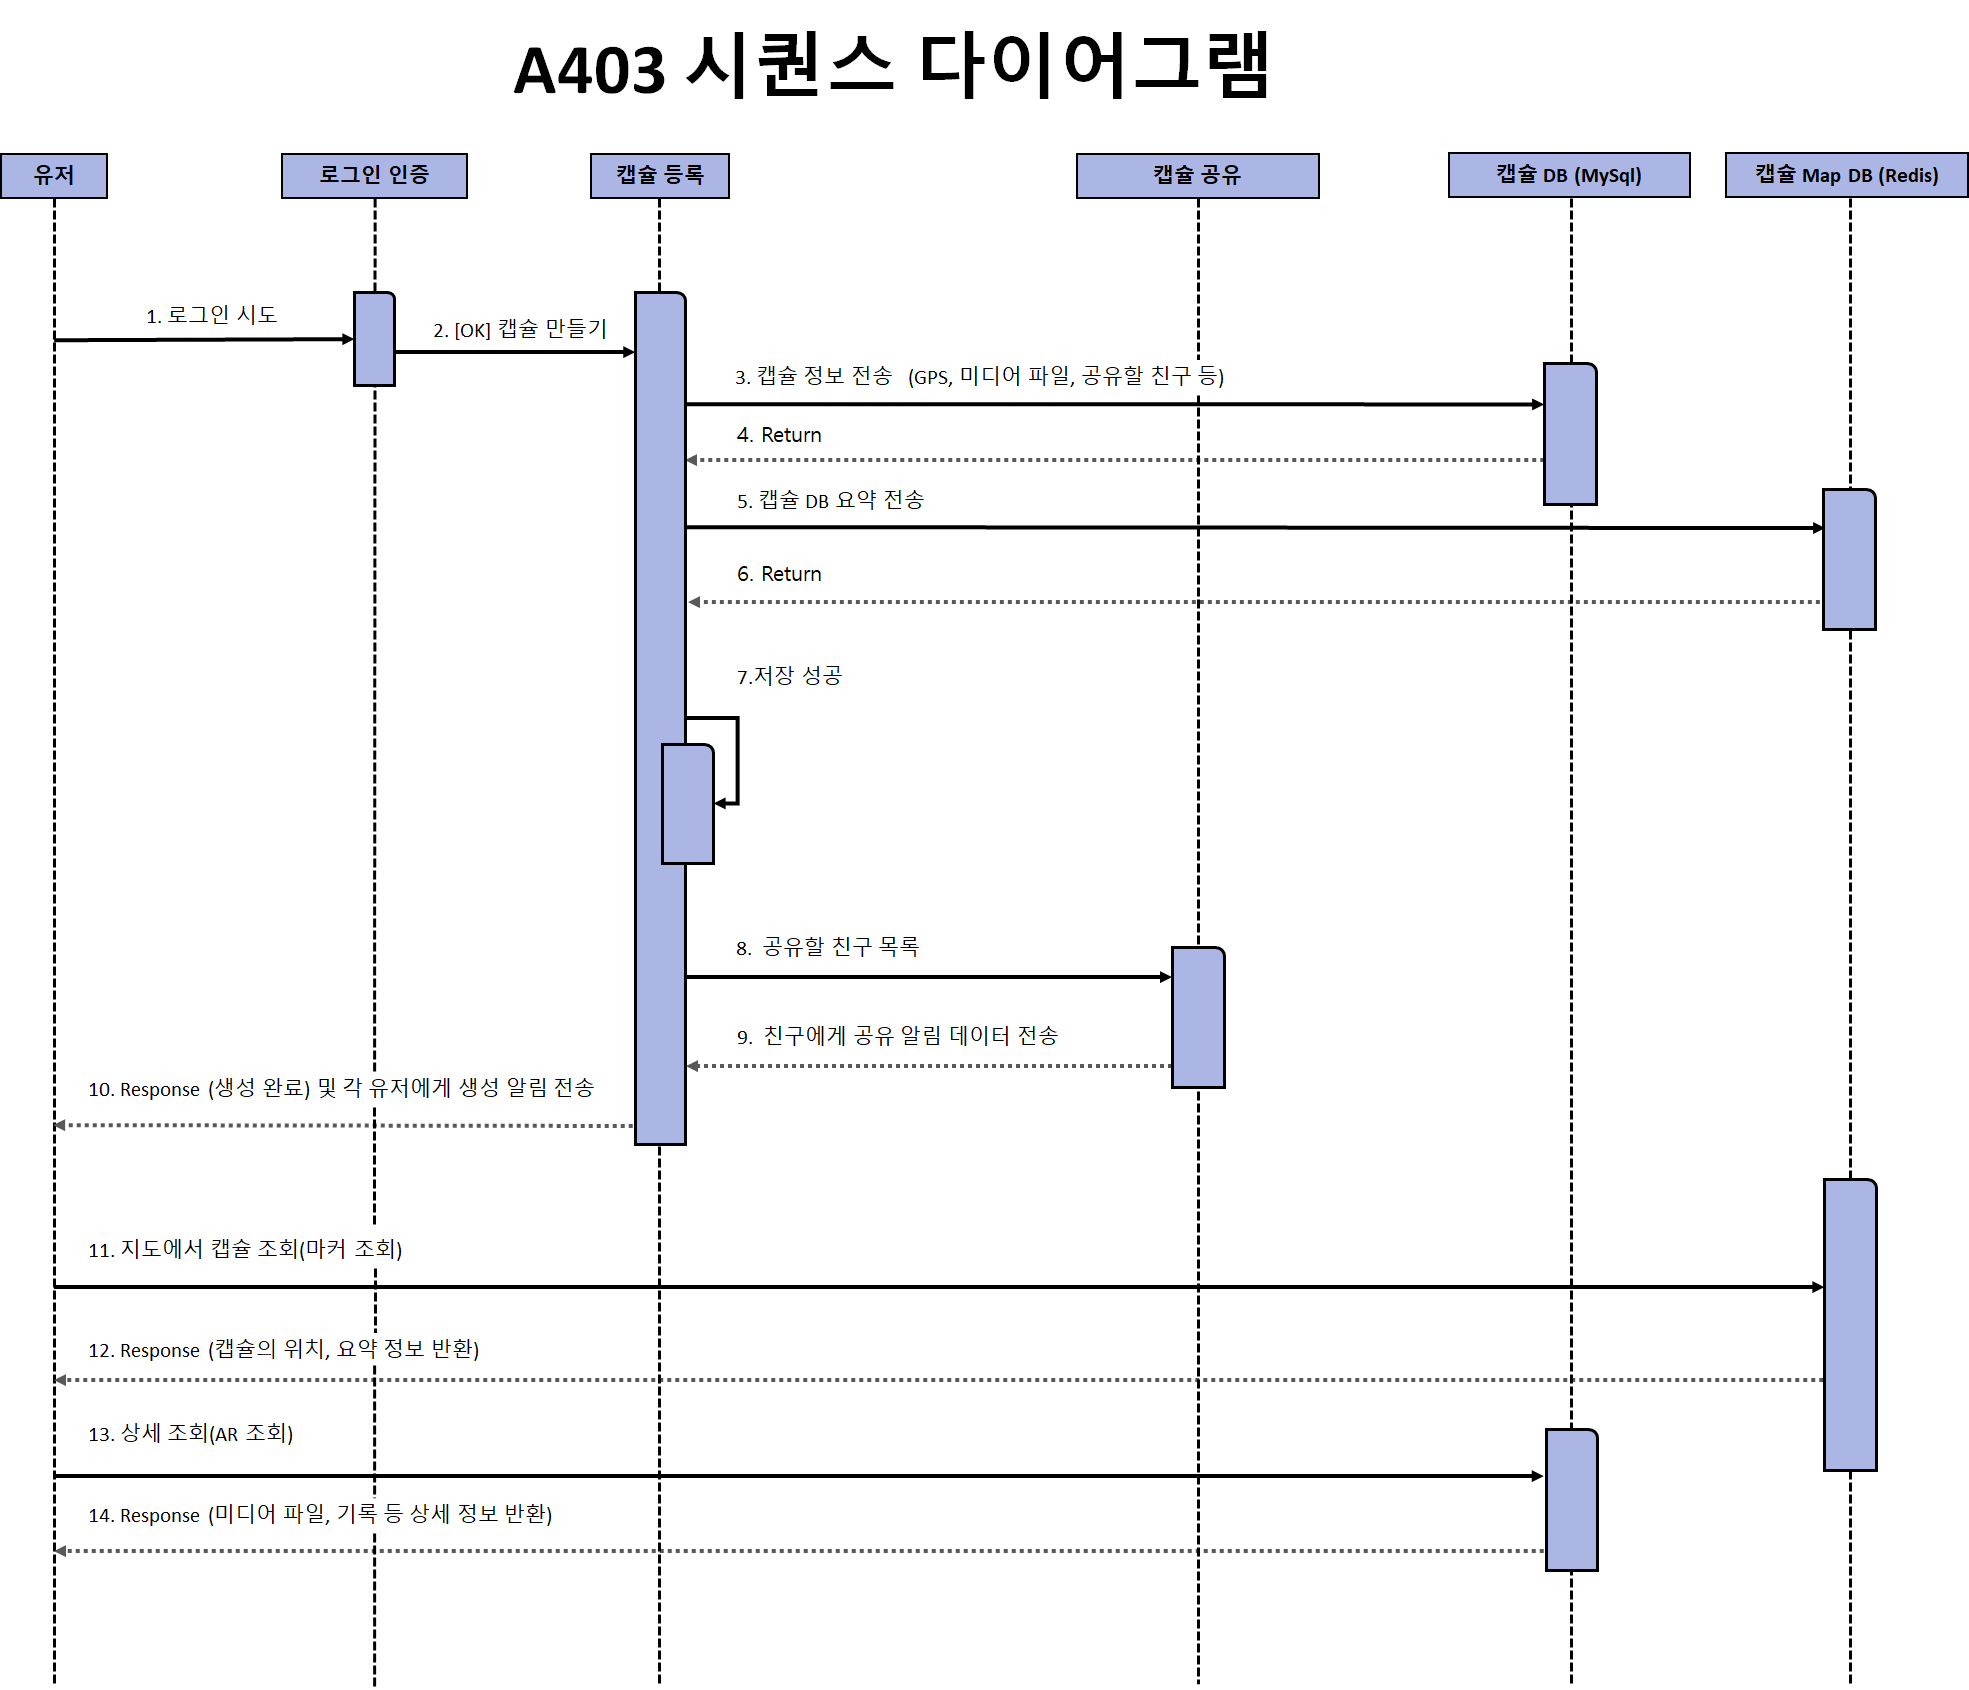 A403 시퀀스 다이어그램
유저
로그인 인증
캡슐 등록
캡슐 공유
캡슐 DB (MySql)
캡슐 Map DB (Redis)
1. 로그인 시도
2. [OK] 캡슐 만들기
3. 캡슐 정보 전송 (GPS, 미디어 파일, 공유할 친구 등)
4. Return
5. 캡슐 DB 요약 전송
6. Return
7.저장 성공
8. 공유할 친구 목록
9. 친구에게 공유 알림 데이터 전송
10. Response (생성 완료) 및 각 유저에게 생성 알림 전송
11. 지도에서 캡슐 조회(마커 조회)
12. Response (캡슐의 위치, 요약 정보 반환)
13. 상세 조회(AR 조회)
14. Response (미디어 파일, 기록 등 상세 정보 반환)